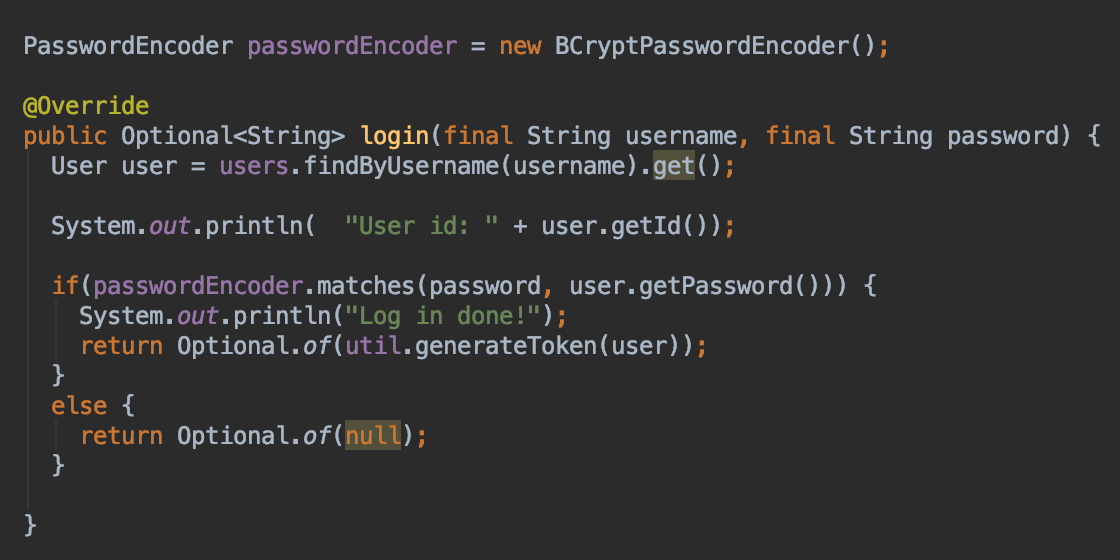 PasswordEncoder passwordEncoder = new BCryptPasswordEncoder();
@Override
public Optional<String> login(final String username, final String password) {
User user = users.findByUsername(username).get();
System.out.println(  "User id: " + user.getId());
if(passwordEncoder.matches(password, user.getPassword())) {
System.out.println("Log in done!");
return Optional.of(util.generateToken(user));
}
else {
return Optional.of(null);
}
}